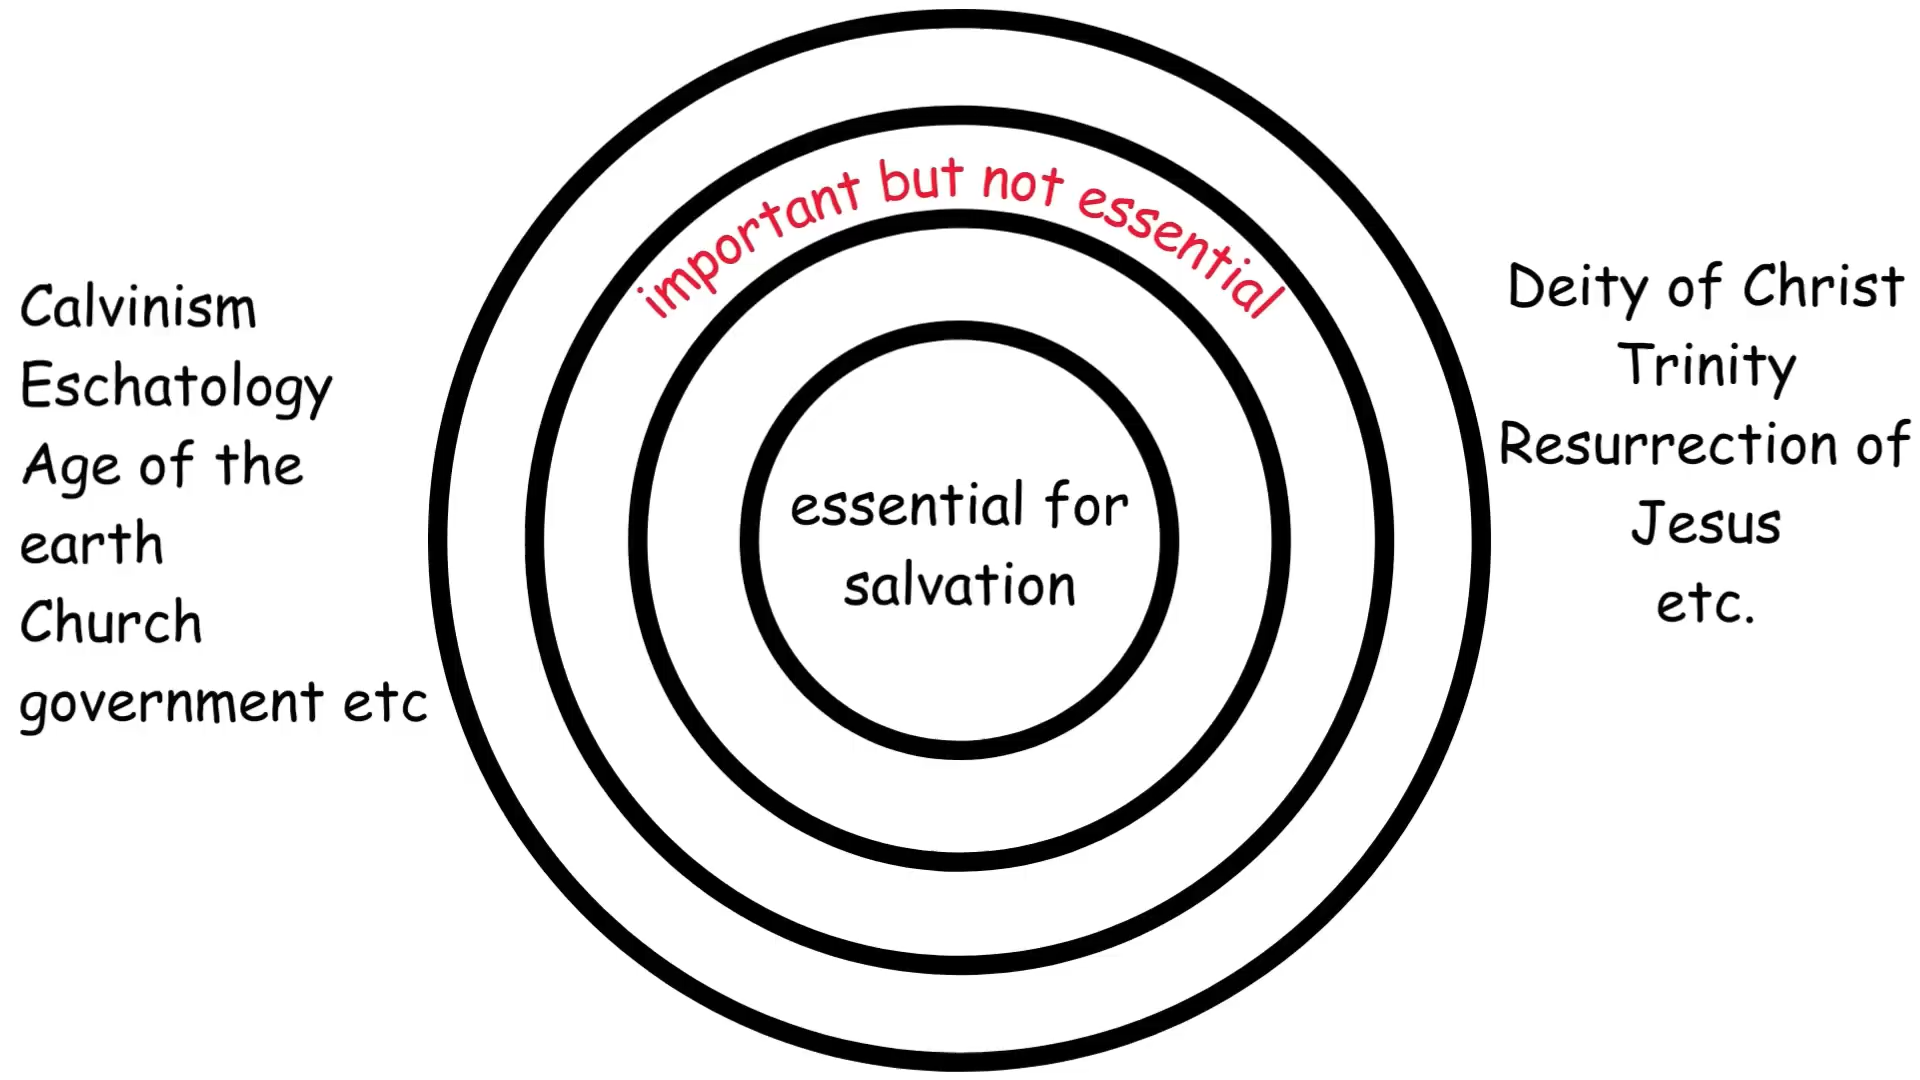 important but not essential
Calvinism
Eschatology
Age of the
earth
Church
government etc
essential for
salvation
Deity of Christ
Trinity
Resurrection of
Jesus
etc.